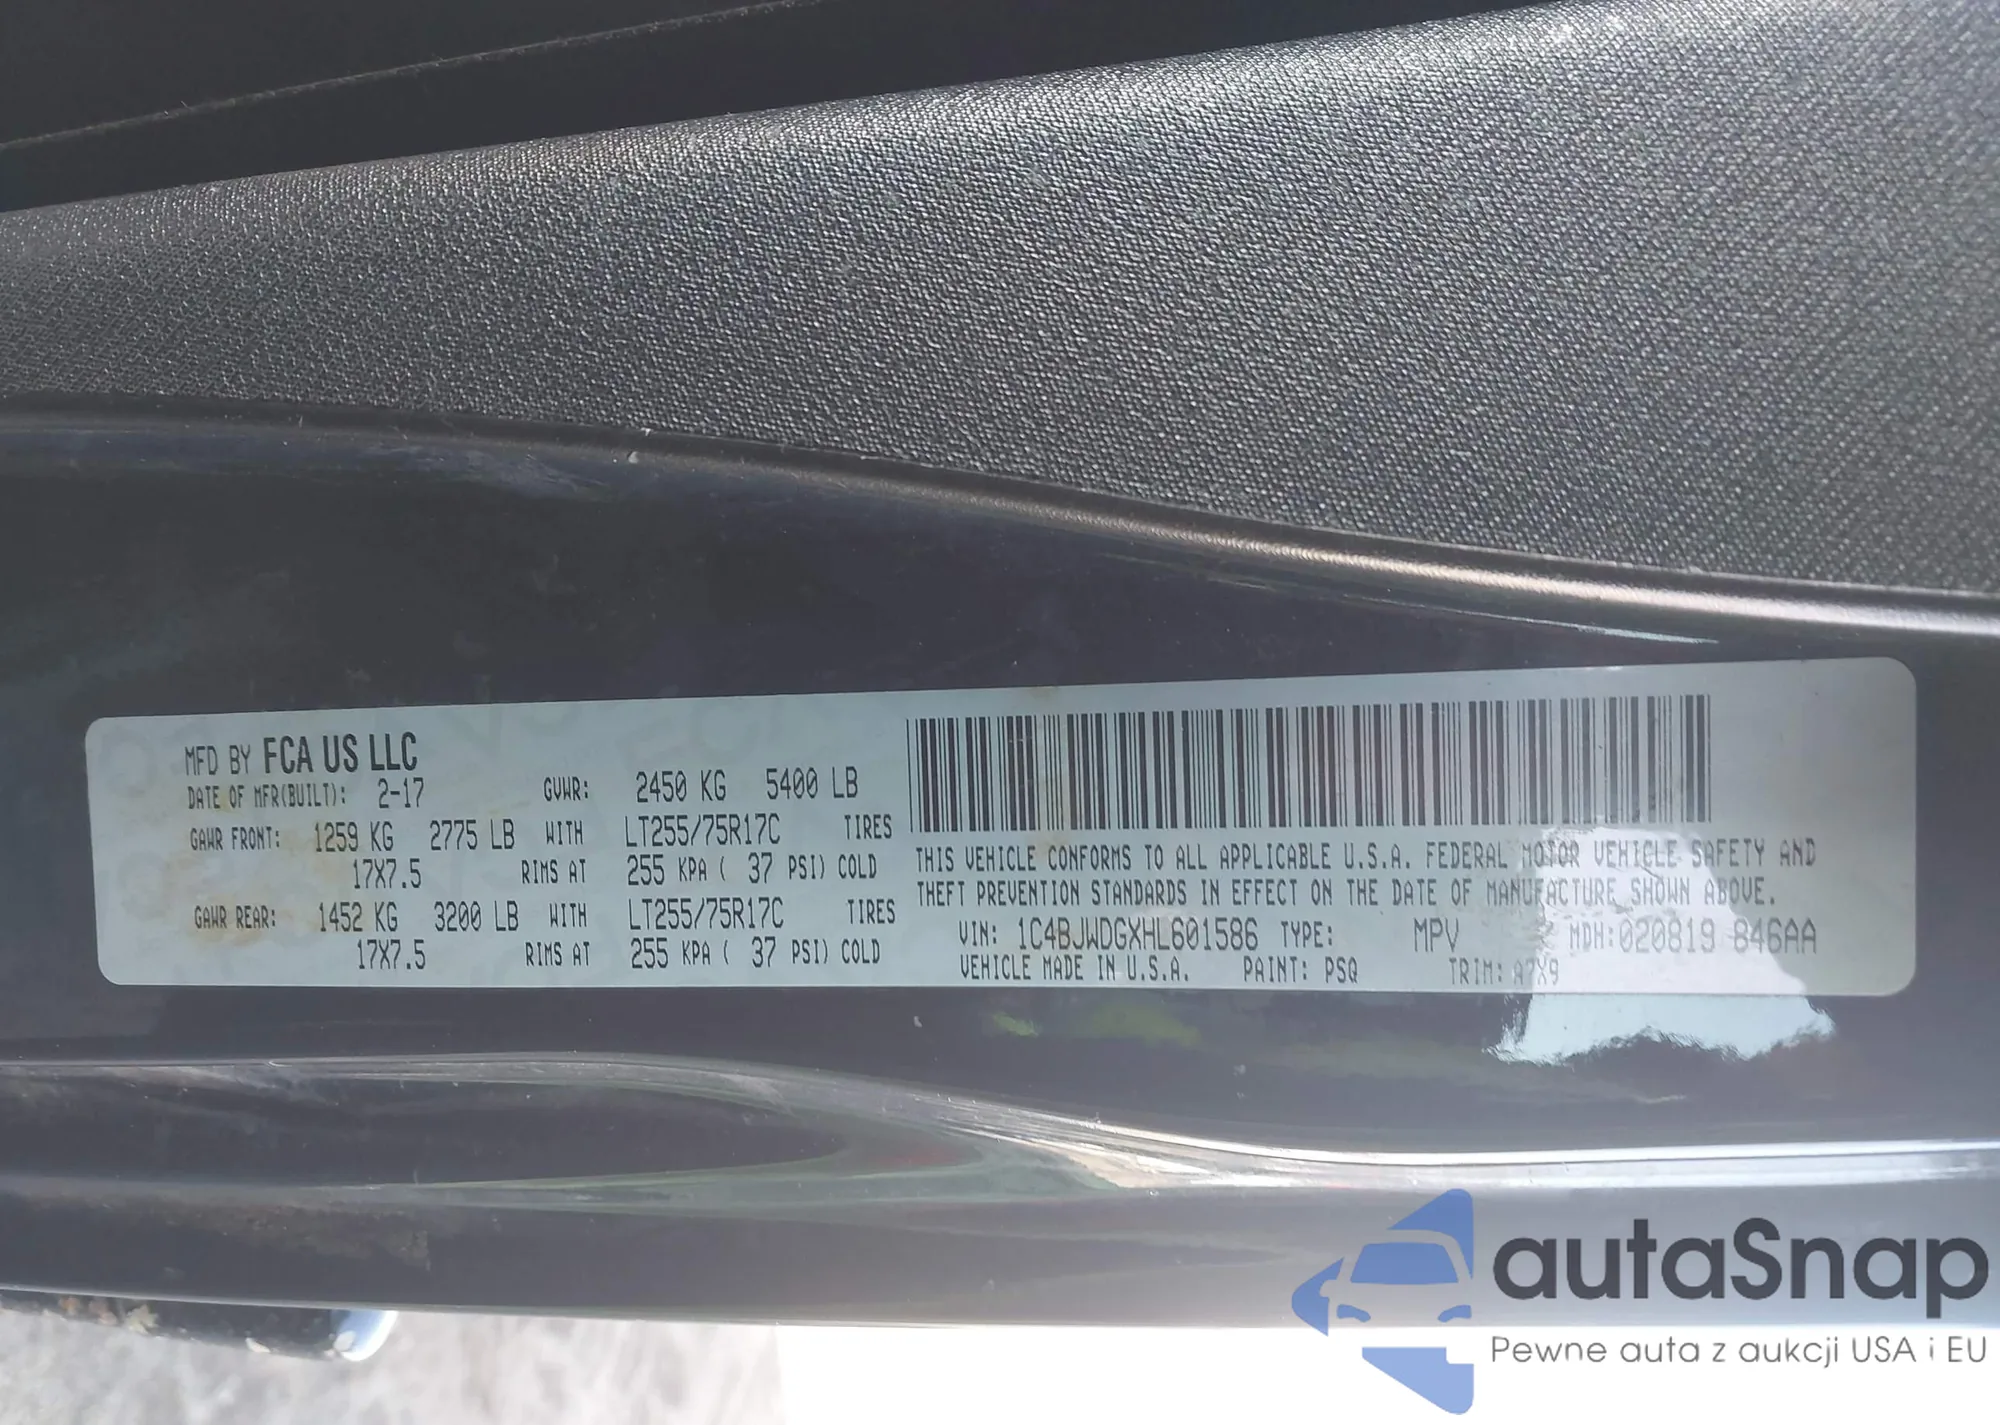 MFD BY FCA US LLC
DATE OF MFR(BUILT): 2-17 GVWR: 2450 KG 5400 LB
GAWR FRONT: 1259 KG 2775 LB WITH LT255/75R17C TIRES
17X7.5 RIMS AT 255 KPA ( 37 PSI) COLD
GAWR REAR: 1452 KG 3200 LB WITH LT255/75R17C TIRES
17X7.5 RIMS AT 255 KPA ( 37 PSI) COLD
THIS VEHICLE CONFORMS TO ALL APPLICABLE U.S.A. FEDERAL MOTOR VEHICLE SAFETY AND
THEFT PREVENTION STANDARDS IN EFFECT ON THE DATE OF MANUFACTURE SHOWN ABOVE.
VIN: 1C4BJWDGXHL601586 TYPE: MPV MDH:020819 846AA
VEHICLE MADE IN U.S.A. PAINT: PSQ TRIM: A7X9
autaSnap
Pewne auta z aukcji USA i EU